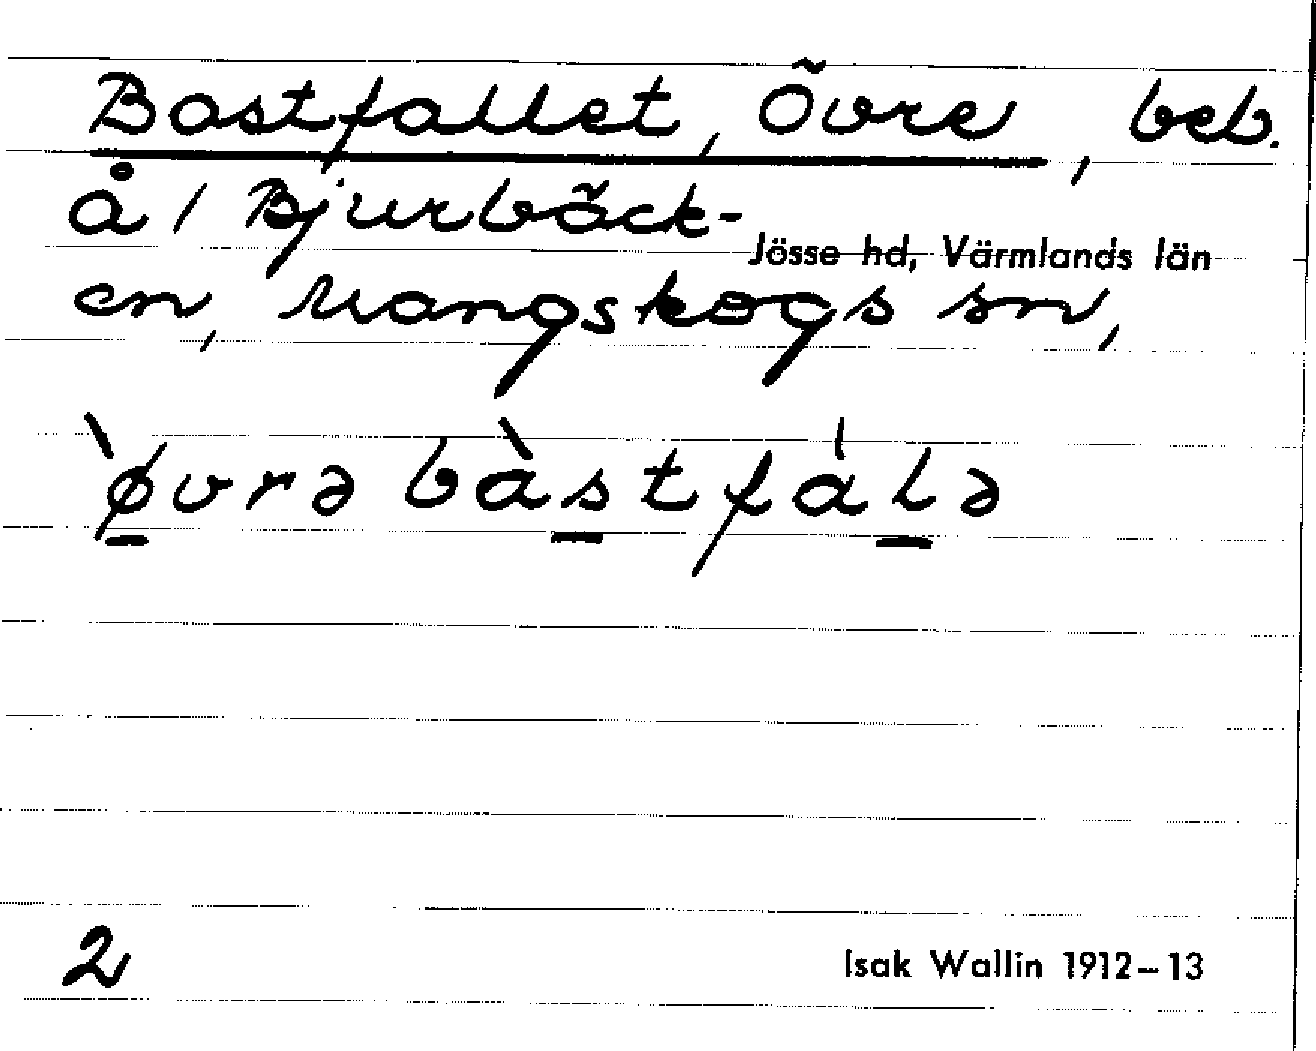 Bastfallet, Övre, beb.
å / Bjurbäck-
Jösse hd, Värmlands län
en, Mangskogs sn,
`øvrə bàstfálə
2
Isak Wallin 1912–13